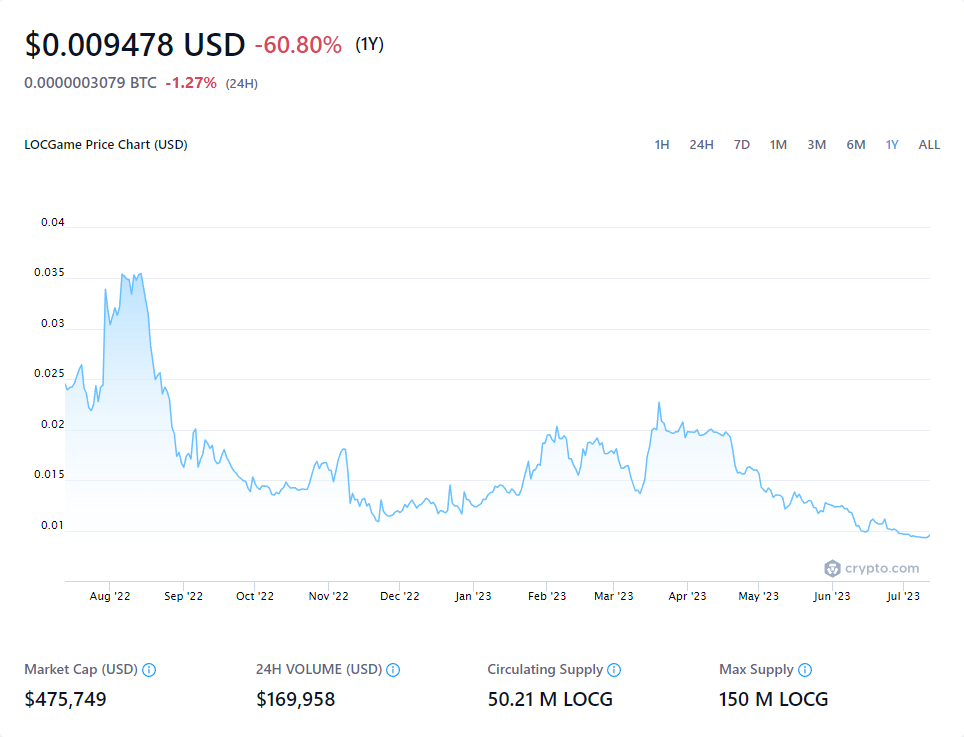 $0.009478 USD -60.80% (1Y)
0.0000003079 BTC -1.27% (24H)
LOCGame Price Chart (USD) 1H 24H 7D 1M 3M 6M 1Y ALL
0.04
0.035
0.03
0.025
0.02
0.015
0.01
crypto.com
Aug '22 Sep '22 Oct '22 Nov '22 Dec '22 Jan '23 Feb '23 Mar '23 Apr '23 May '23 Jun '23 Jul '23
Market Cap (USD) 24H VOLUME (USD) Circulating Supply Max Supply
$475,749 $169,958 50.21 M LOCG 150 M LOCG